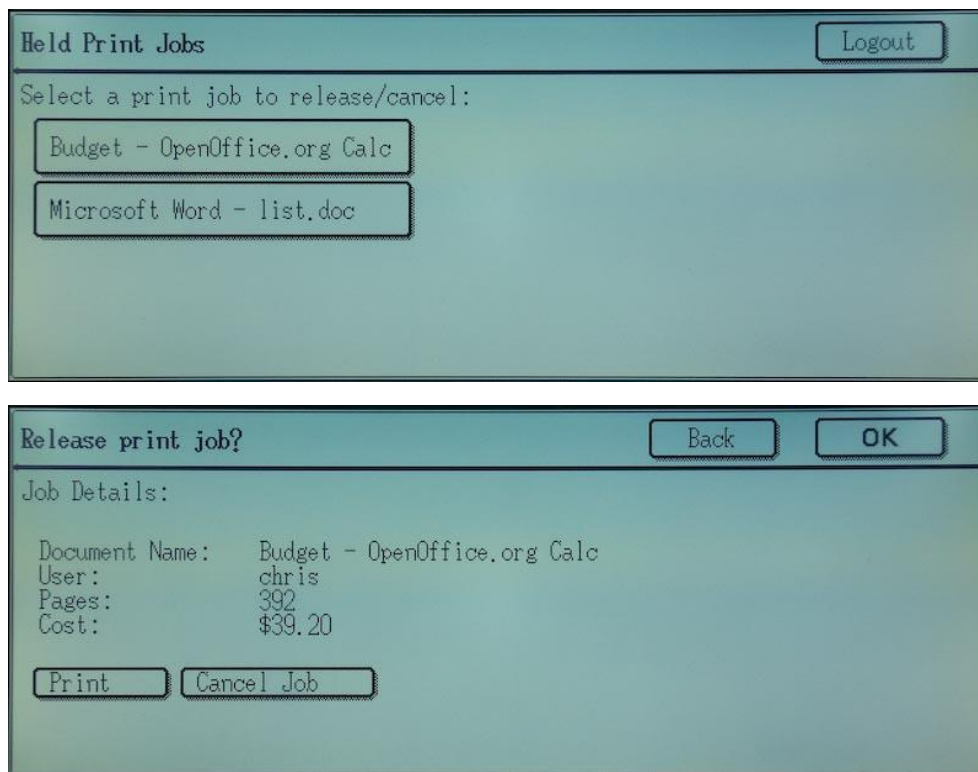 Held Print Jobs Logout
Select a print job to release/cancel:
Budget - OpenOffice.org Calc
Microsoft Word - list.doc
Release print job? Back OK
Job Details:
Document Name: Budget - OpenOffice.org Calc
User: chris
Pages: 392
Cost: $39.20
Print Cancel Job